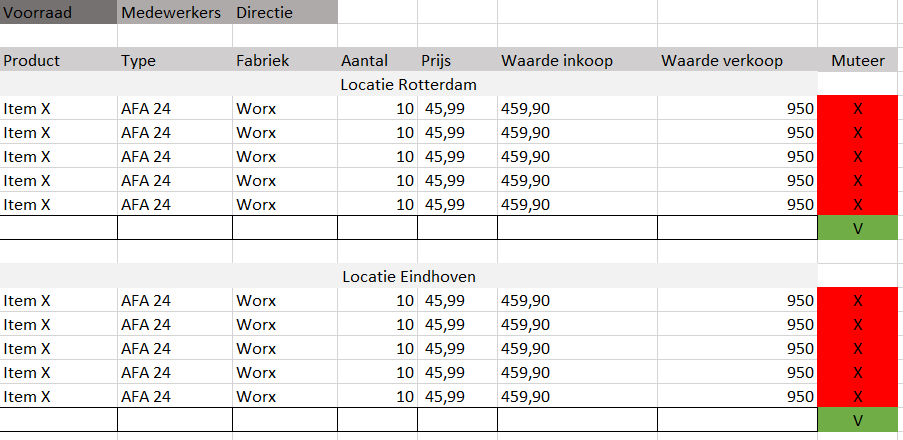 Voorraad Medewerkers Directie
Product Type Fabriek Aantal Prijs Waarde inkoop Waarde verkoop Muteer
Locatie Rotterdam
Item X AFA 24 Worx 10 45,99 459,90 950 X
Item X AFA 24 Worx 10 45,99 459,90 950 X
Item X AFA 24 Worx 10 45,99 459,90 950 X
Item X AFA 24 Worx 10 45,99 459,90 950 X
Item X AFA 24 Worx 10 45,99 459,90 950 X
V
Locatie Eindhoven
Item X AFA 24 Worx 10 45,99 459,90 950 X
Item X AFA 24 Worx 10 45,99 459,90 950 X
Item X AFA 24 Worx 10 45,99 459,90 950 X
Item X AFA 24 Worx 10 45,99 459,90 950 X
Item X AFA 24 Worx 10 45,99 459,90 950 X
V